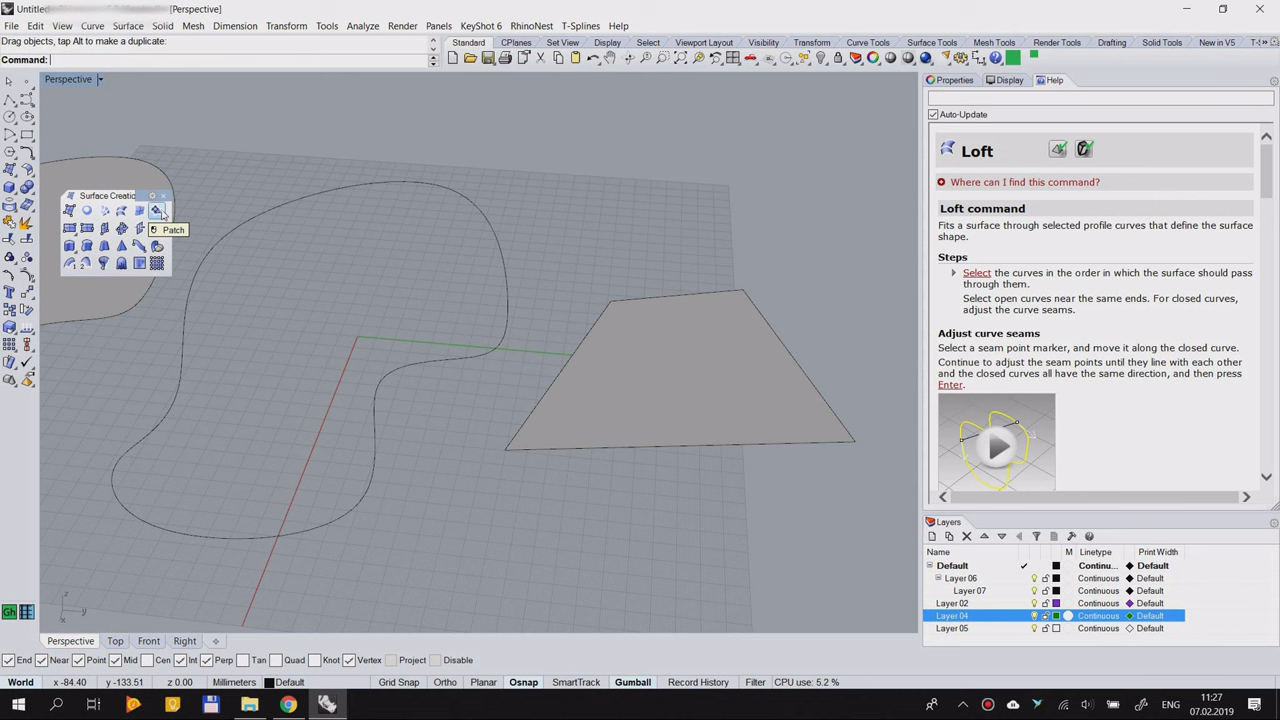 Untitled
[Perspective]
File Edit View Curve Surface Solid Mesh Dimension Transform Tools Analyze Render Panels KeyShot 6 RhinoNest T-Splines Help
Drag objects, tap Alt to make a duplicate:
Command:
Standard CPlanes Set View Display Select Viewport Layout Visibility Transform Curve Tools Surface Tools Mesh Tools Render Tools Drafting Solid Tools New in V5
Perspective
Properties Display Help
Auto-Update
Loft
Where can I find this command?
Loft command
Fits a surface through selected profile curves that define the surface
shape.
Steps
Select the curves in the order in which the surface should pass
through them.
Select open curves near the same ends. For closed curves,
adjust the curve seams.
Adjust curve seams
Select a seam point marker, and move it along the closed curve.
Continue to adjust the seam points until they line with each other
and the closed curves all have the same direction, and then press
Enter.
Surface Creatio
Patch
z
y
x
Layers
Name M Linetype Print Width
Default Continu... Default
Layer 06 Continuous Default
Layer 07 Continuous Default
Layer 02 Continuous Default
Layer 04 Continuous Default
Layer 05 Continuous Default
Gh
Perspective Top Front Right
End Near Point Mid Cen Int Perp Tan Quad Knot Vertex Project Disable
World x -84.40 y -133.51 z 0.00 Millimeters Default Grid Snap Ortho Planar Osnap SmartTrack Gumball Record History Filter CPU use: 5.2 %
ENG
11:27
07.02.2019